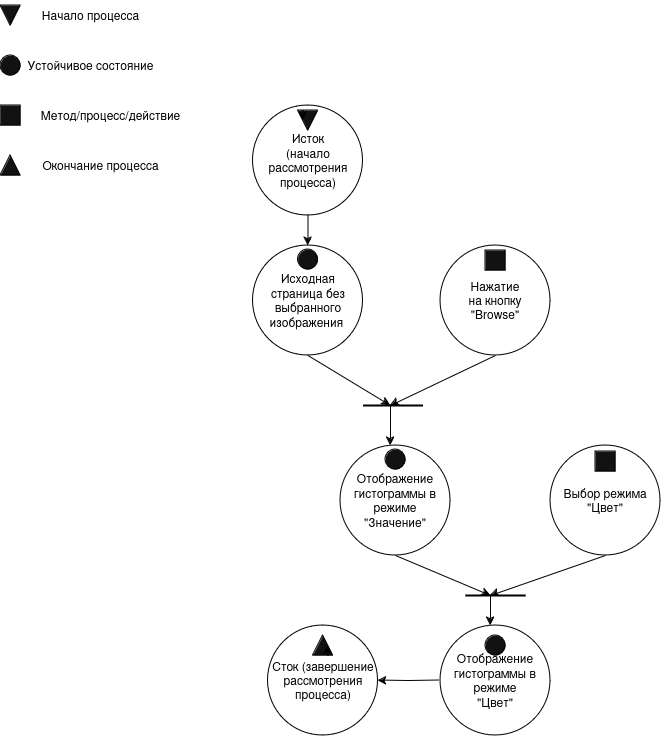 Начало процесса
Устойчивое состояние
Метод/процесс/действие
Окончание процесса
Исток
(начало
рассмотрения
процесса)
Исходная
страница без
выбранного
изображения
Нажатие
на кнопку
"Browse"
Отображение
гистограммы в
режиме
"Значение"
Выбор режима
"Цвет"
Сток (завершение
рассмотрения
процесса)
Отображение
гистограммы в
режиме
"Цвет"